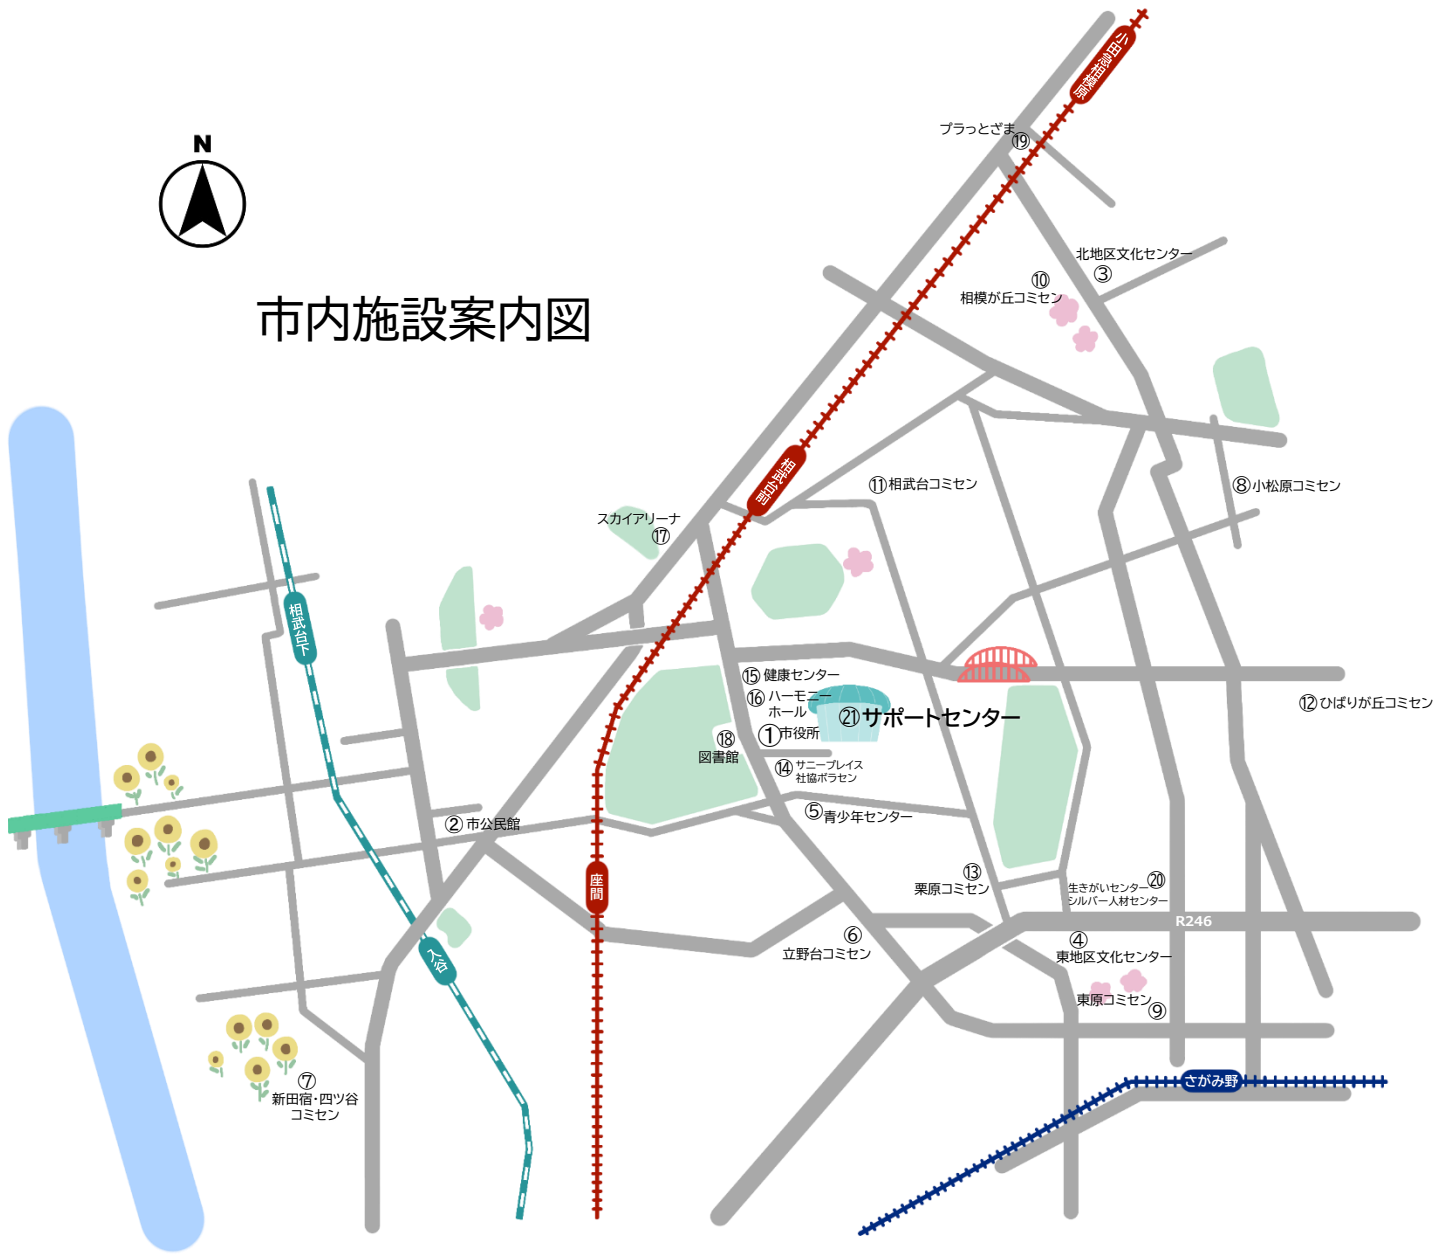 小田急相模原
N
プラっとざま
⑲
北地区文化センター
③
⑩
相模が丘コミセン
市内施設案内図
相武台前
⑪相武台コミセン
⑧小松原コミセン
スカイアリーナ
⑰
相武台下
⑮健康センター
⑯ハーモニー
ホール
㉑サポートセンター
⑫ひばりが丘コミセン
①市役所
⑱
図書館
⑭サニープレイス
社協ボラセン
⑤青少年センター
②市公民館
座間
⑬
栗原コミセン
生きがいセンター⑳
シルバー人材センター
R246
⑥
立野台コミセン
④
東地区文化センター
入谷
東原コミセン
⑨
⑦
新田宿・四ツ谷
コミセン
さがみ野